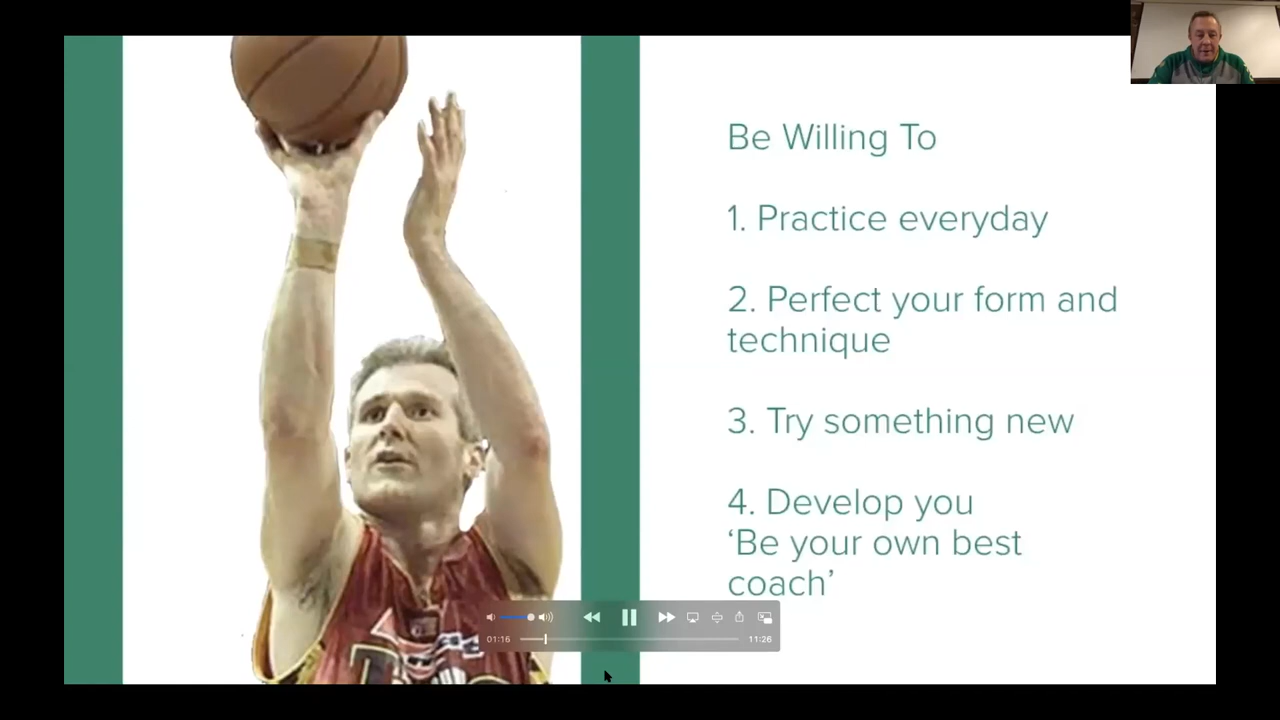 Be Willing To
1. Practice everyday
2. Perfect your form and
technique
3. Try something new
4. Develop you
‘Be your own best
coach’
01:16
11:26